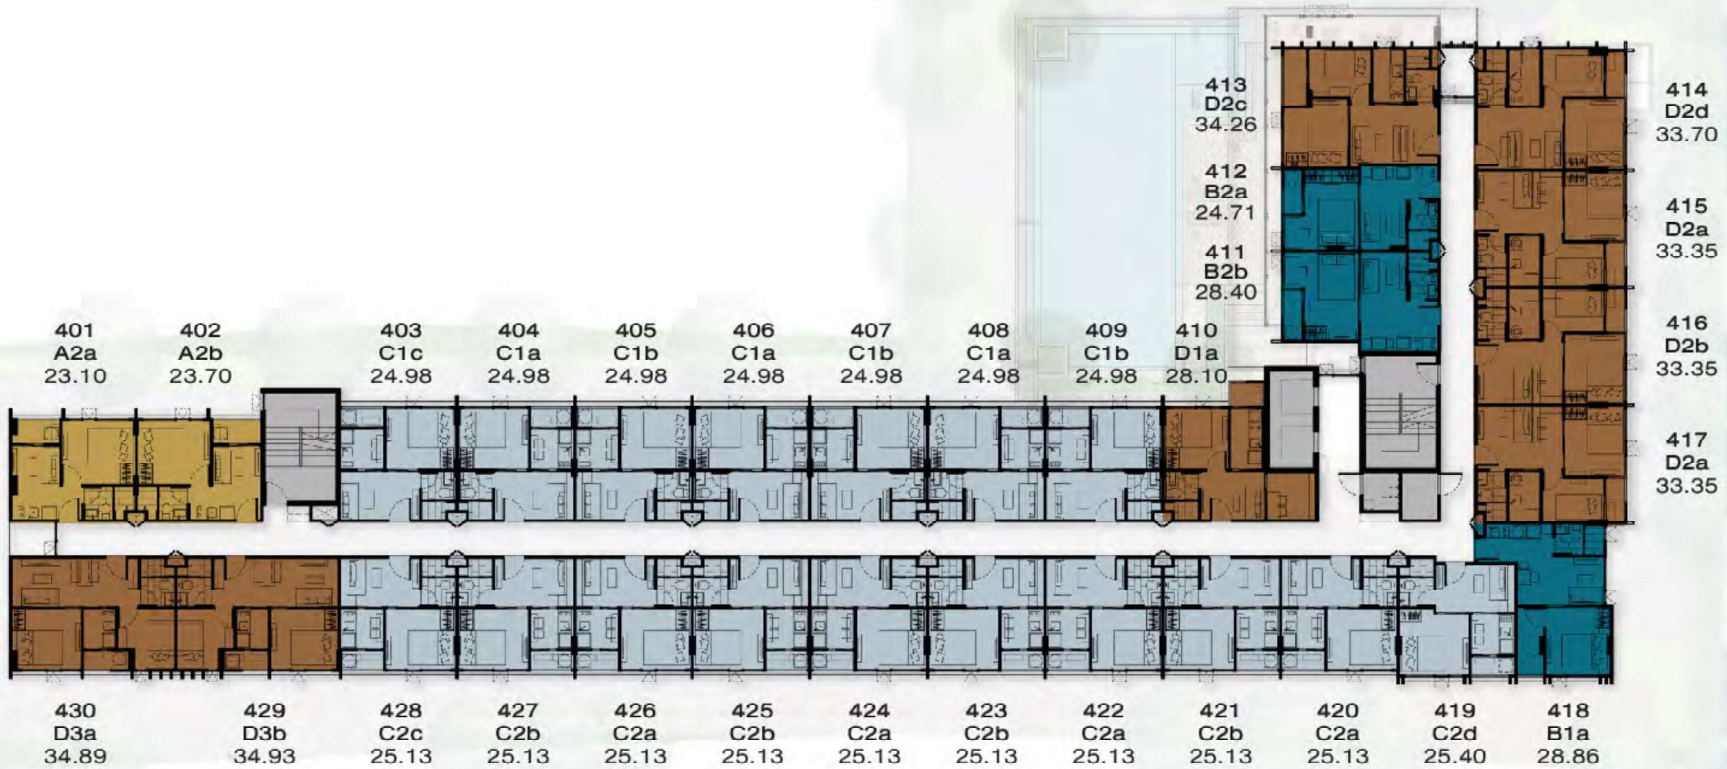 413
D2c
34.26
414
D2d
33.70
412
B2a
24.71
415
D2a
33.35
411
B2b
28.40
416
D2b
33.35
417
D2a
33.35
401
A2a
23.10
402
A2b
23.70
403
C1c
24.98
404
C1a
24.98
405
C1b
24.98
406
C1a
24.98
407
C1b
24.98
408
C1a
24.98
409
C1b
24.98
410
D1a
28.10
430
D3a
34.89
429
D3b
34.93
428
C2c
25.13
427
C2b
25.13
426
C2a
25.13
425
C2b
25.13
424
C2a
25.13
423
C2b
25.13
422
C2a
25.13
421
C2b
25.13
420
C2a
25.13
419
C2d
25.40
418
B1a
28.86